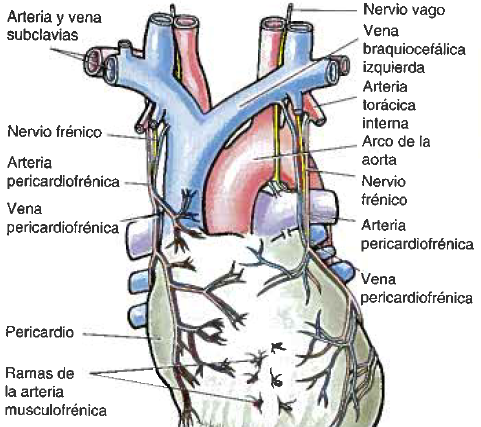 Arteria y vena
subclavias
Nervio frénico
Arteria
pericardiofrénica
Vena
pericardiofrénica
Pericardio
Ramas de
la arteria
musculofrénica
Nervio vago
Vena
braquiocefálica
izquierda
Arteria
torácica
interna
Arco de la
aorta
Nervio
frénico
Arteria
pericardiofrénica
Vena
pericardiofrénica